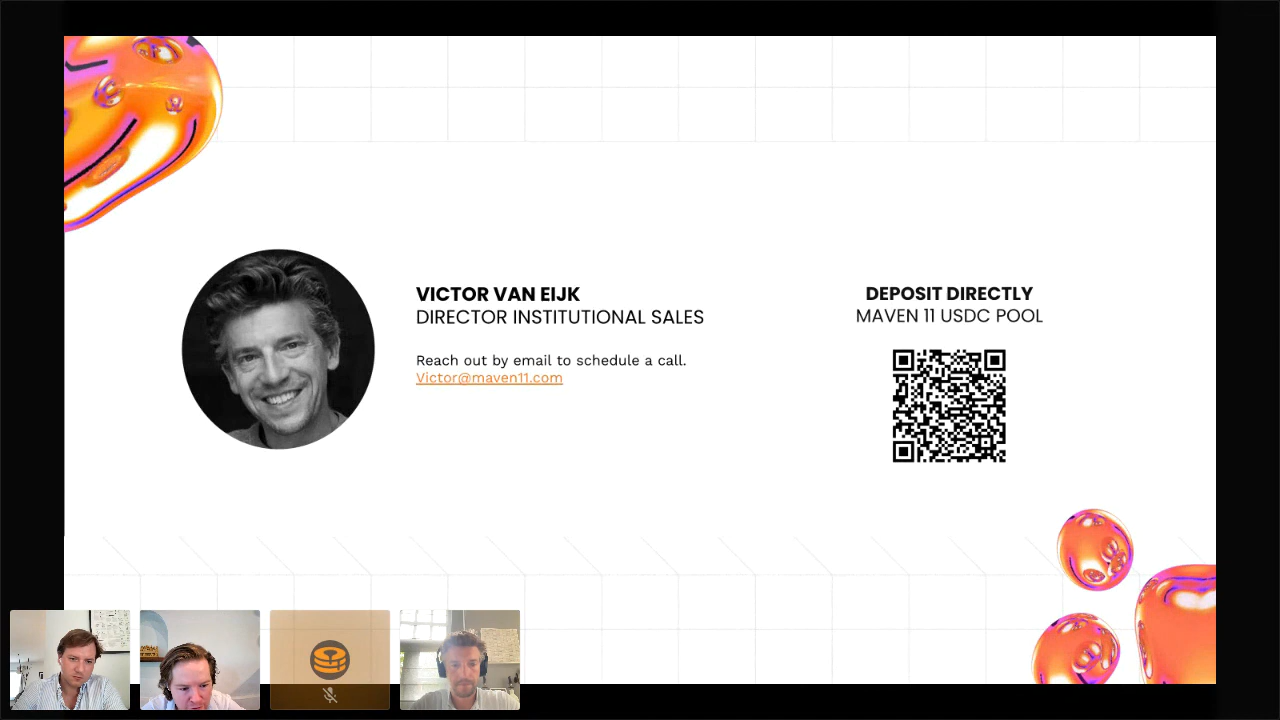 VICTOR VAN EIJK
DIRECTOR INSTITUTIONAL SALES
Reach out by email to schedule a call.
Victor@maven11.com
DEPOSIT DIRECTLY
MAVEN 11 USDC POOL